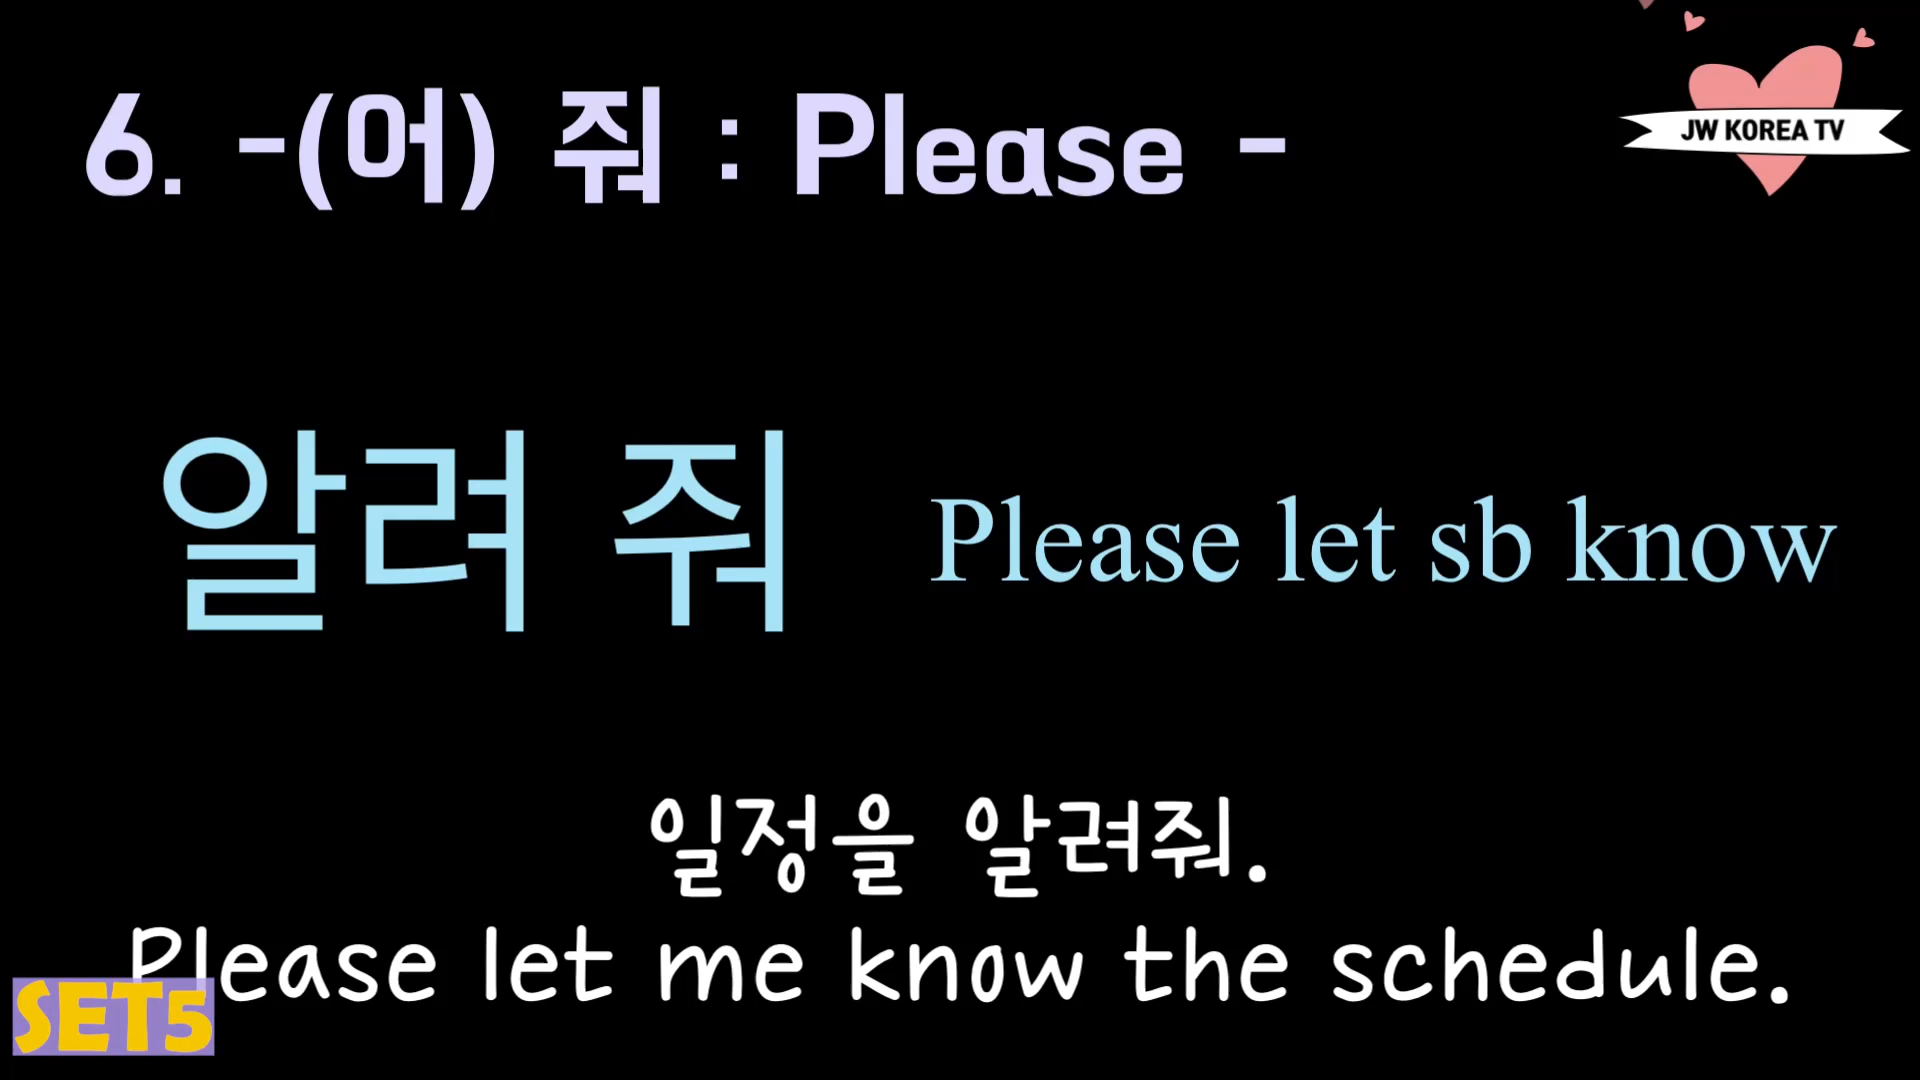 6. -(어) 줘 : Please -
JW KOREA TV
알려 줘 Please let sb know
일정을 알려줘.
Please let me know the schedule.
SET5